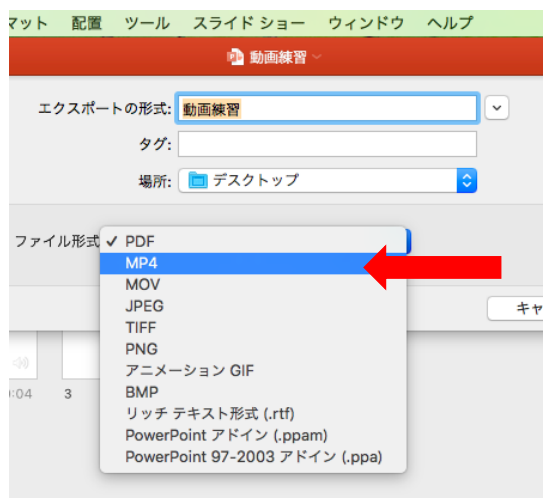 マット 配置 ツール スライド ショー ウィンドウ ヘルプ
動画練習
エクスポートの形式: 動画練習
タグ:
場所: デスクトップ
ファイル形式 ✓ PDF
MP4
MOV
JPEG
TIFF
PNG
アニメーション GIF
BMP
リッチ テキスト形式 (.rtf)
PowerPoint アドイン (.ppam)
PowerPoint 97-2003 アドイン (.ppa)
キャ
:04 3